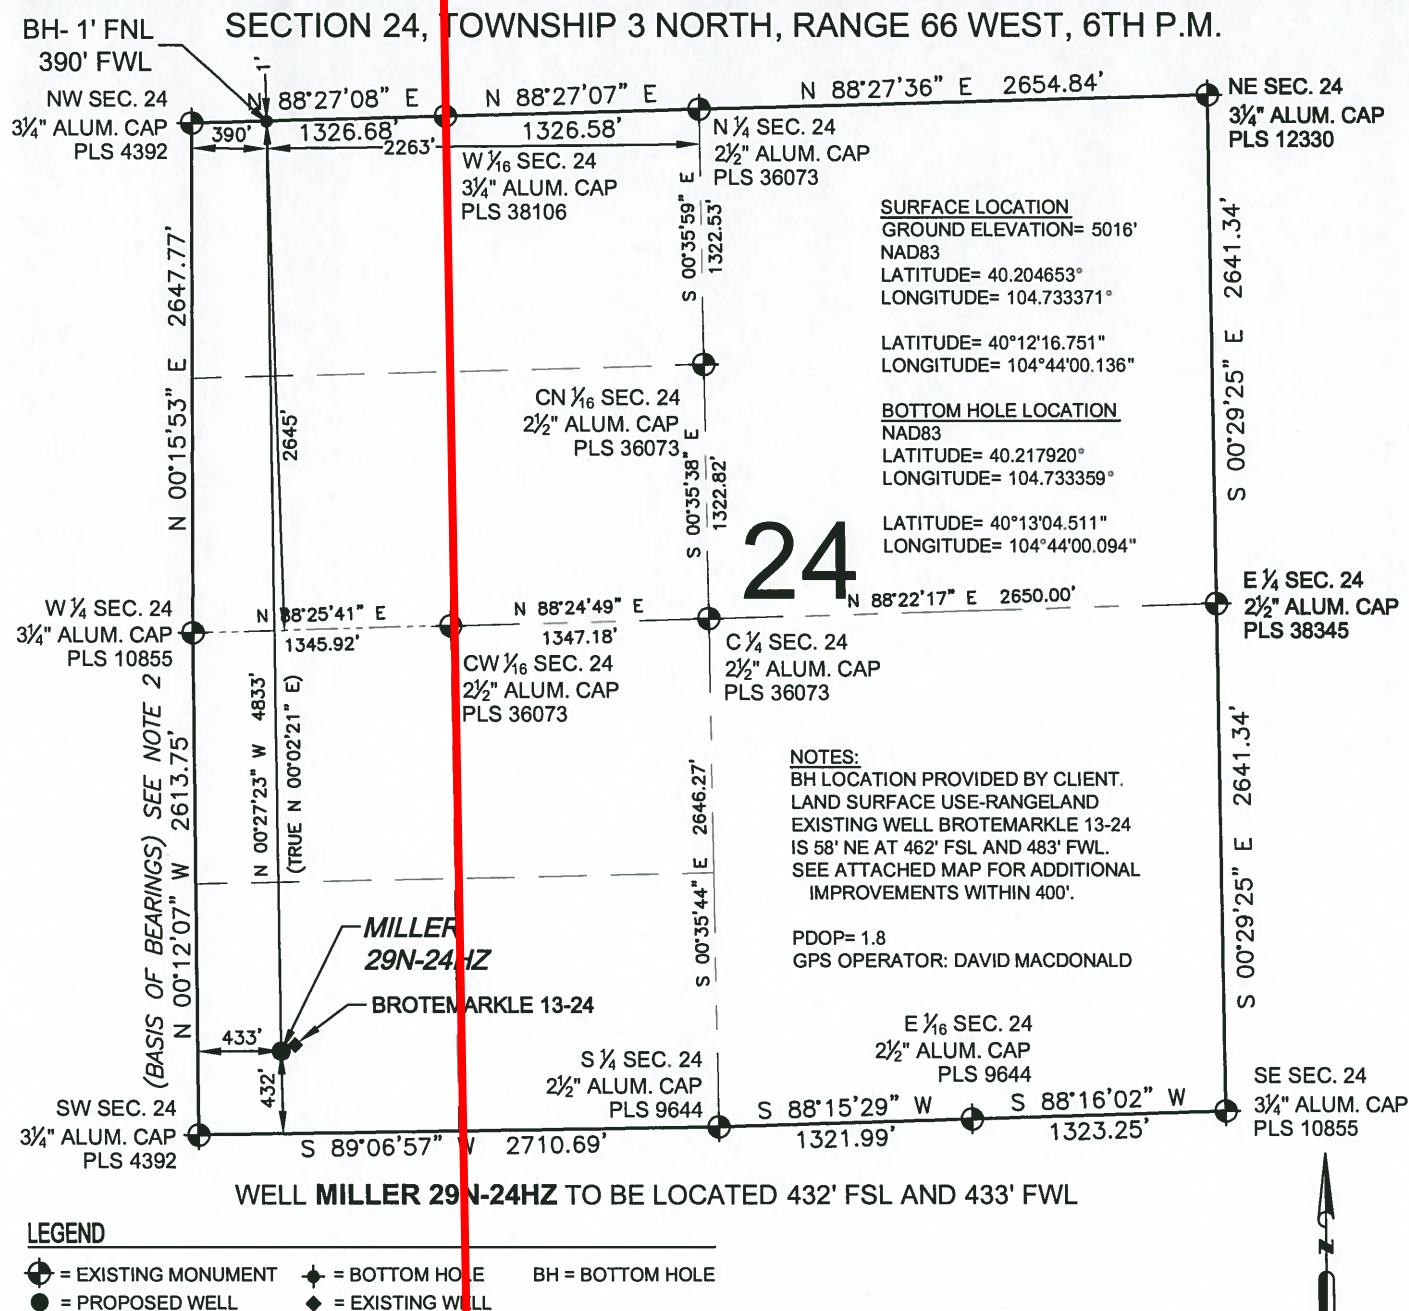 SECTION 24, TOWNSHIP 3 NORTH, RANGE 66 WEST, 6TH P.M.
BH- 1' FNL
390' FWL
1'
NW SEC. 24
3¼" ALUM. CAP
PLS 4392
N 88°27'08" E
1326.68'
N 88°27'07" E
1326.58'
N 88°27'36" E 2654.84'
NE SEC. 24
3¼" ALUM. CAP
PLS 12330
390'
2263'
W 1/16 SEC. 24
3¼" ALUM. CAP
PLS 38106
N ¼ SEC. 24
2½" ALUM. CAP
PLS 36073
S 00°35'59" E
1322.53'
SURFACE LOCATION
GROUND ELEVATION= 5016'
NAD83
LATITUDE= 40.204653°
LONGITUDE= 104.733371°
LATITUDE= 40°12'16.751"
LONGITUDE= 104°44'00.136"
BOTTOM HOLE LOCATION
NAD83
LATITUDE= 40.217920°
LONGITUDE= 104.733359°
LATITUDE= 40°13'04.511"
LONGITUDE= 104°44'00.094"
N 00°15'53" E 2647.77'
2645'
CN 1/16 SEC. 24
2½" ALUM. CAP
PLS 36073
S 00°35'38" E
1322.82'
24
S 00°29'25" E 2641.34'
W ¼ SEC. 24
3¼" ALUM. CAP
PLS 10855
N 88°25'41" E
1345.92'
N 88°24'49" E
1347.18'
N 88°22'17" E 2650.00'
E ¼ SEC. 24
2½" ALUM. CAP
PLS 38345
CW 1/16 SEC. 24
2½" ALUM. CAP
PLS 36073
C ¼ SEC. 24
2½" ALUM. CAP
PLS 36073
(BASIS OF BEARINGS) SEE NOTE 2
N 00°12'07" W 2613.75'
N 00°27'23" W 4833'
(TRUE N 00°02'21" E)
S 00°35'44" E 2646.27'
NOTES:
BH LOCATION PROVIDED BY CLIENT.
LAND SURFACE USE-RANGELAND
EXISTING WELL BROTEMARKLE 13-24
IS 58' NE AT 462' FSL AND 483' FWL.
SEE ATTACHED MAP FOR ADDITIONAL
IMPROVEMENTS WITHIN 400'.
PDOP= 1.8
GPS OPERATOR: DAVID MACDONALD
S 00°29'25" E 2641.34'
MILLER
29N-24HZ
BROTEMARKLE 13-24
433'
432'
S ¼ SEC. 24
2½" ALUM. CAP
PLS 9644
E 1/16 SEC. 24
2½" ALUM. CAP
PLS 9644
SW SEC. 24
3¼" ALUM. CAP
PLS 4392
S 89°06'57" W 2710.69'
S 88°15'29" W
1321.99'
S 88°16'02" W
1323.25'
SE SEC. 24
3¼" ALUM. CAP
PLS 10855
WELL MILLER 29N-24HZ TO BE LOCATED 432' FSL AND 433' FWL
LEGEND
= EXISTING MONUMENT = BOTTOM HOLE BH = BOTTOM HOLE
= PROPOSED WELL = EXISTING WELL
N